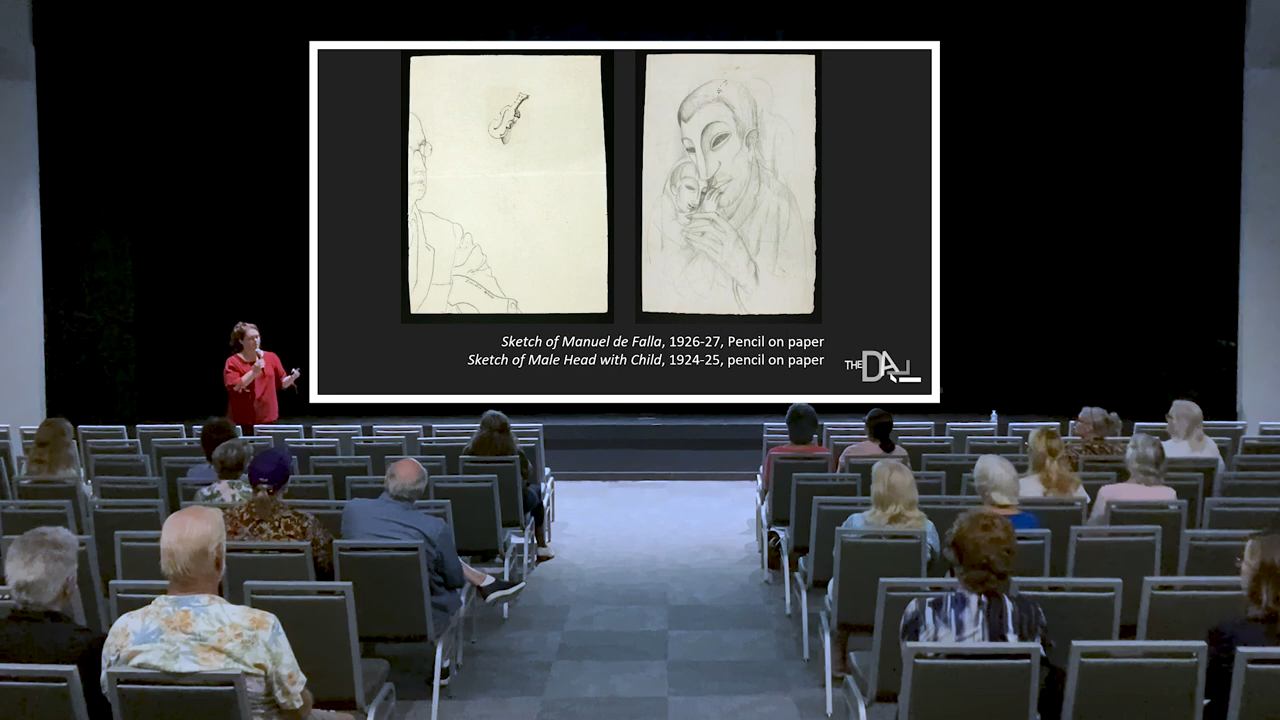 Sketch of Manuel de Falla, 1926-27, Pencil on paper
Sketch of Male Head with Child, 1924-25, pencil on paper
THE DALI